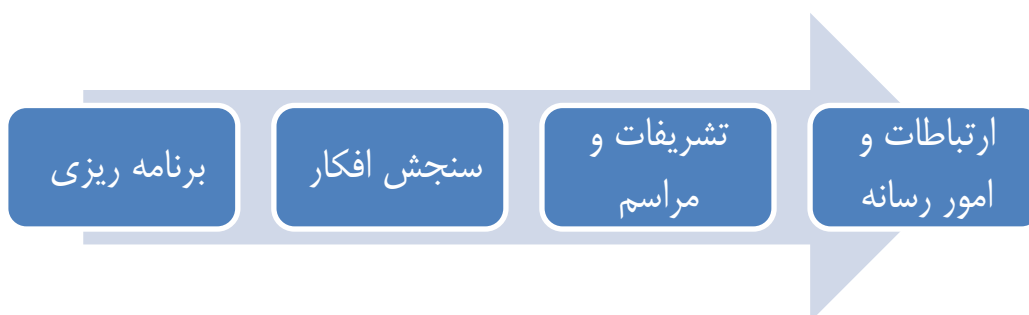 برنامه ریزی
سنجش افکار
تشریفات و
مراسم
ارتباطات و
امور رسانه